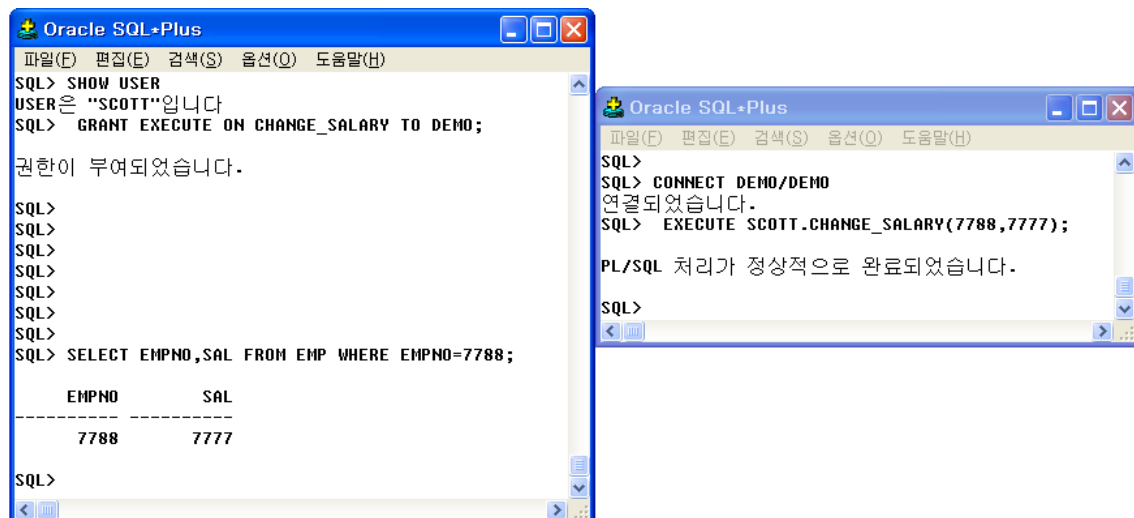 Oracle SQL*Plus
파일(F) 편집(E) 검색(S) 옵션(O) 도움말(H)
SQL> SHOW USER
USER은 "SCOTT"입니다
SQL>  GRANT EXECUTE ON CHANGE_SALARY TO DEMO;
권한이 부여되었습니다.
SQL>
SQL>
SQL>
SQL>
SQL>
SQL>
SQL>
SQL> SELECT EMPNO,SAL FROM EMP WHERE EMPNO=7788;
EMPNO SAL
---------- ----------
7788 7777
SQL>
Oracle SQL*Plus
파일(F) 편집(E) 검색(S) 옵션(O) 도움말(H)
SQL>
SQL> CONNECT DEMO/DEMO
연결되었습니다.
SQL>  EXECUTE SCOTT.CHANGE_SALARY(7788,7777);
PL/SQL 처리가 정상적으로 완료되었습니다.
SQL>